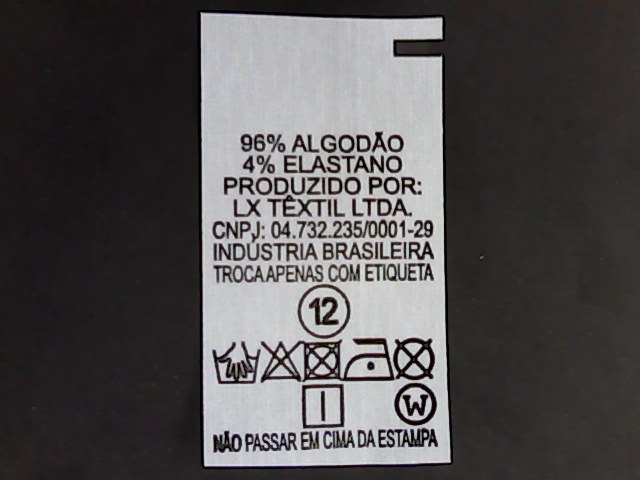 96% ALGODÃO
4% ELASTANO
PRODUZIDO POR:
LX TÊXTIL LTDA.
CNPJ: 04.732.235/0001-29
INDÚSTRIA BRASILEIRA
TROCA APENAS COM ETIQUETA
12
W
NÃO PASSAR EM CIMA DA ESTAMPA